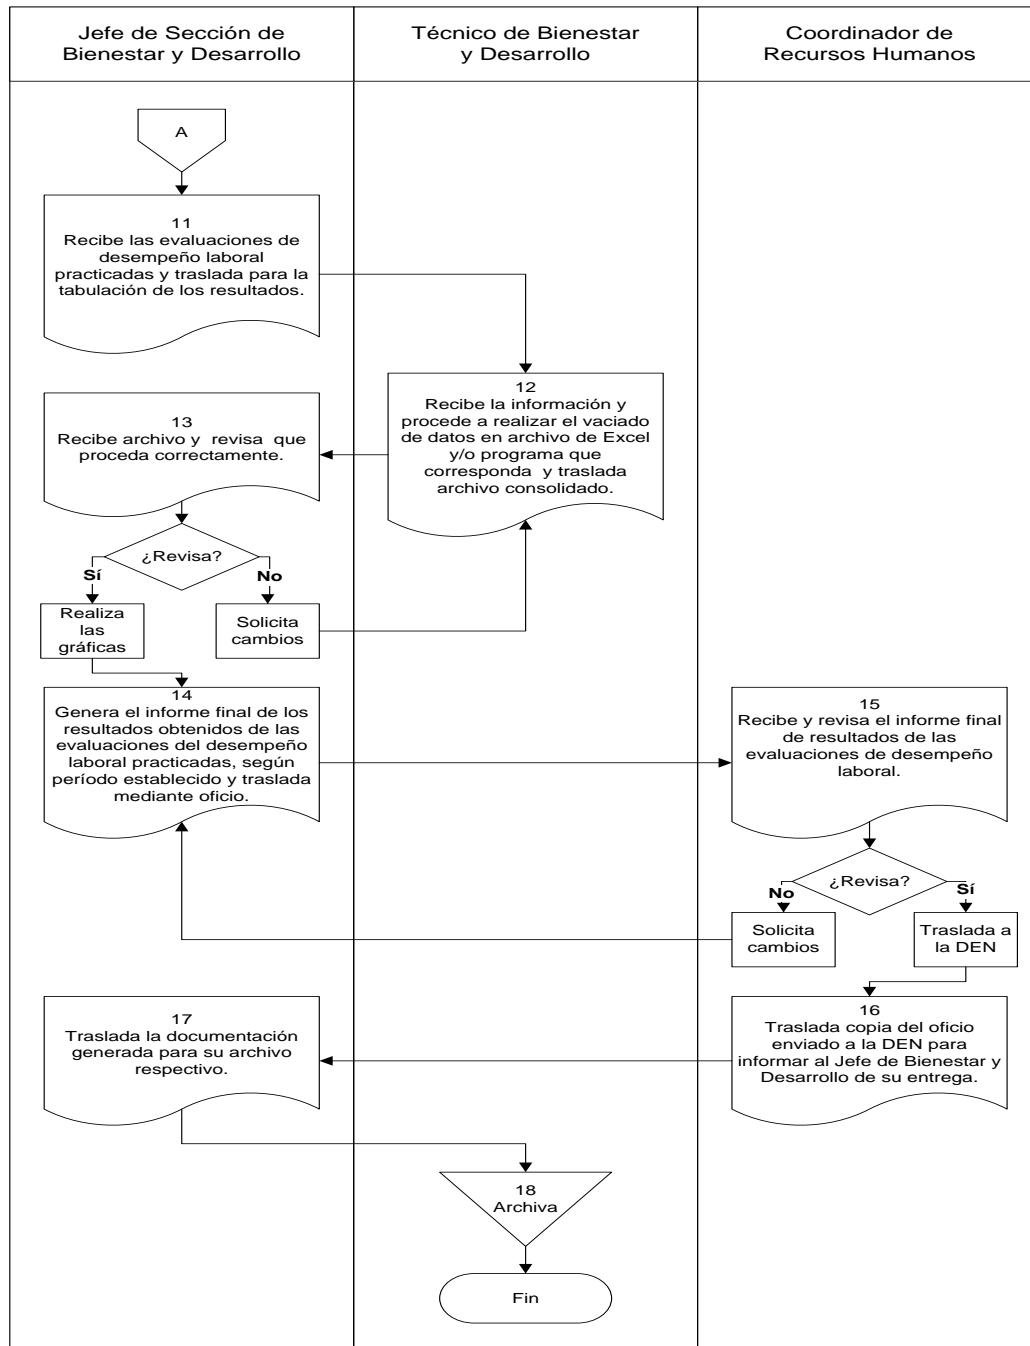 Jefe de Sección de
Bienestar y Desarrollo
Técnico de Bienestar
y Desarrollo
Coordinador de
Recursos Humanos
A
11
Recibe las evaluaciones de
desempeño laboral
practicadas y traslada para la
tabulación de los resultados.
12
Recibe la información y
procede a realizar el vaciado
de datos en archivo de Excel
y/o programa que
corresponda y traslada
archivo consolidado.
13
Recibe archivo y revisa que
proceda correctamente.
¿Revisa?
Sí
No
Realiza
las
gráficas
Solicita
cambios
14
Genera el informe final de los
resultados obtenidos de las
evaluaciones del desempeño
laboral practicadas, según
período establecido y traslada
mediante oficio.
15
Recibe y revisa el informe final
de resultados de las
evaluaciones de desempeño
laboral.
¿Revisa?
No
Sí
Solicita
cambios
Traslada a
la DEN
16
Traslada copia del oficio
enviado a la DEN para
informar al Jefe de Bienestar y
Desarrollo de su entrega.
17
Traslada la documentación
generada para su archivo
respectivo.
18
Archiva
Fin